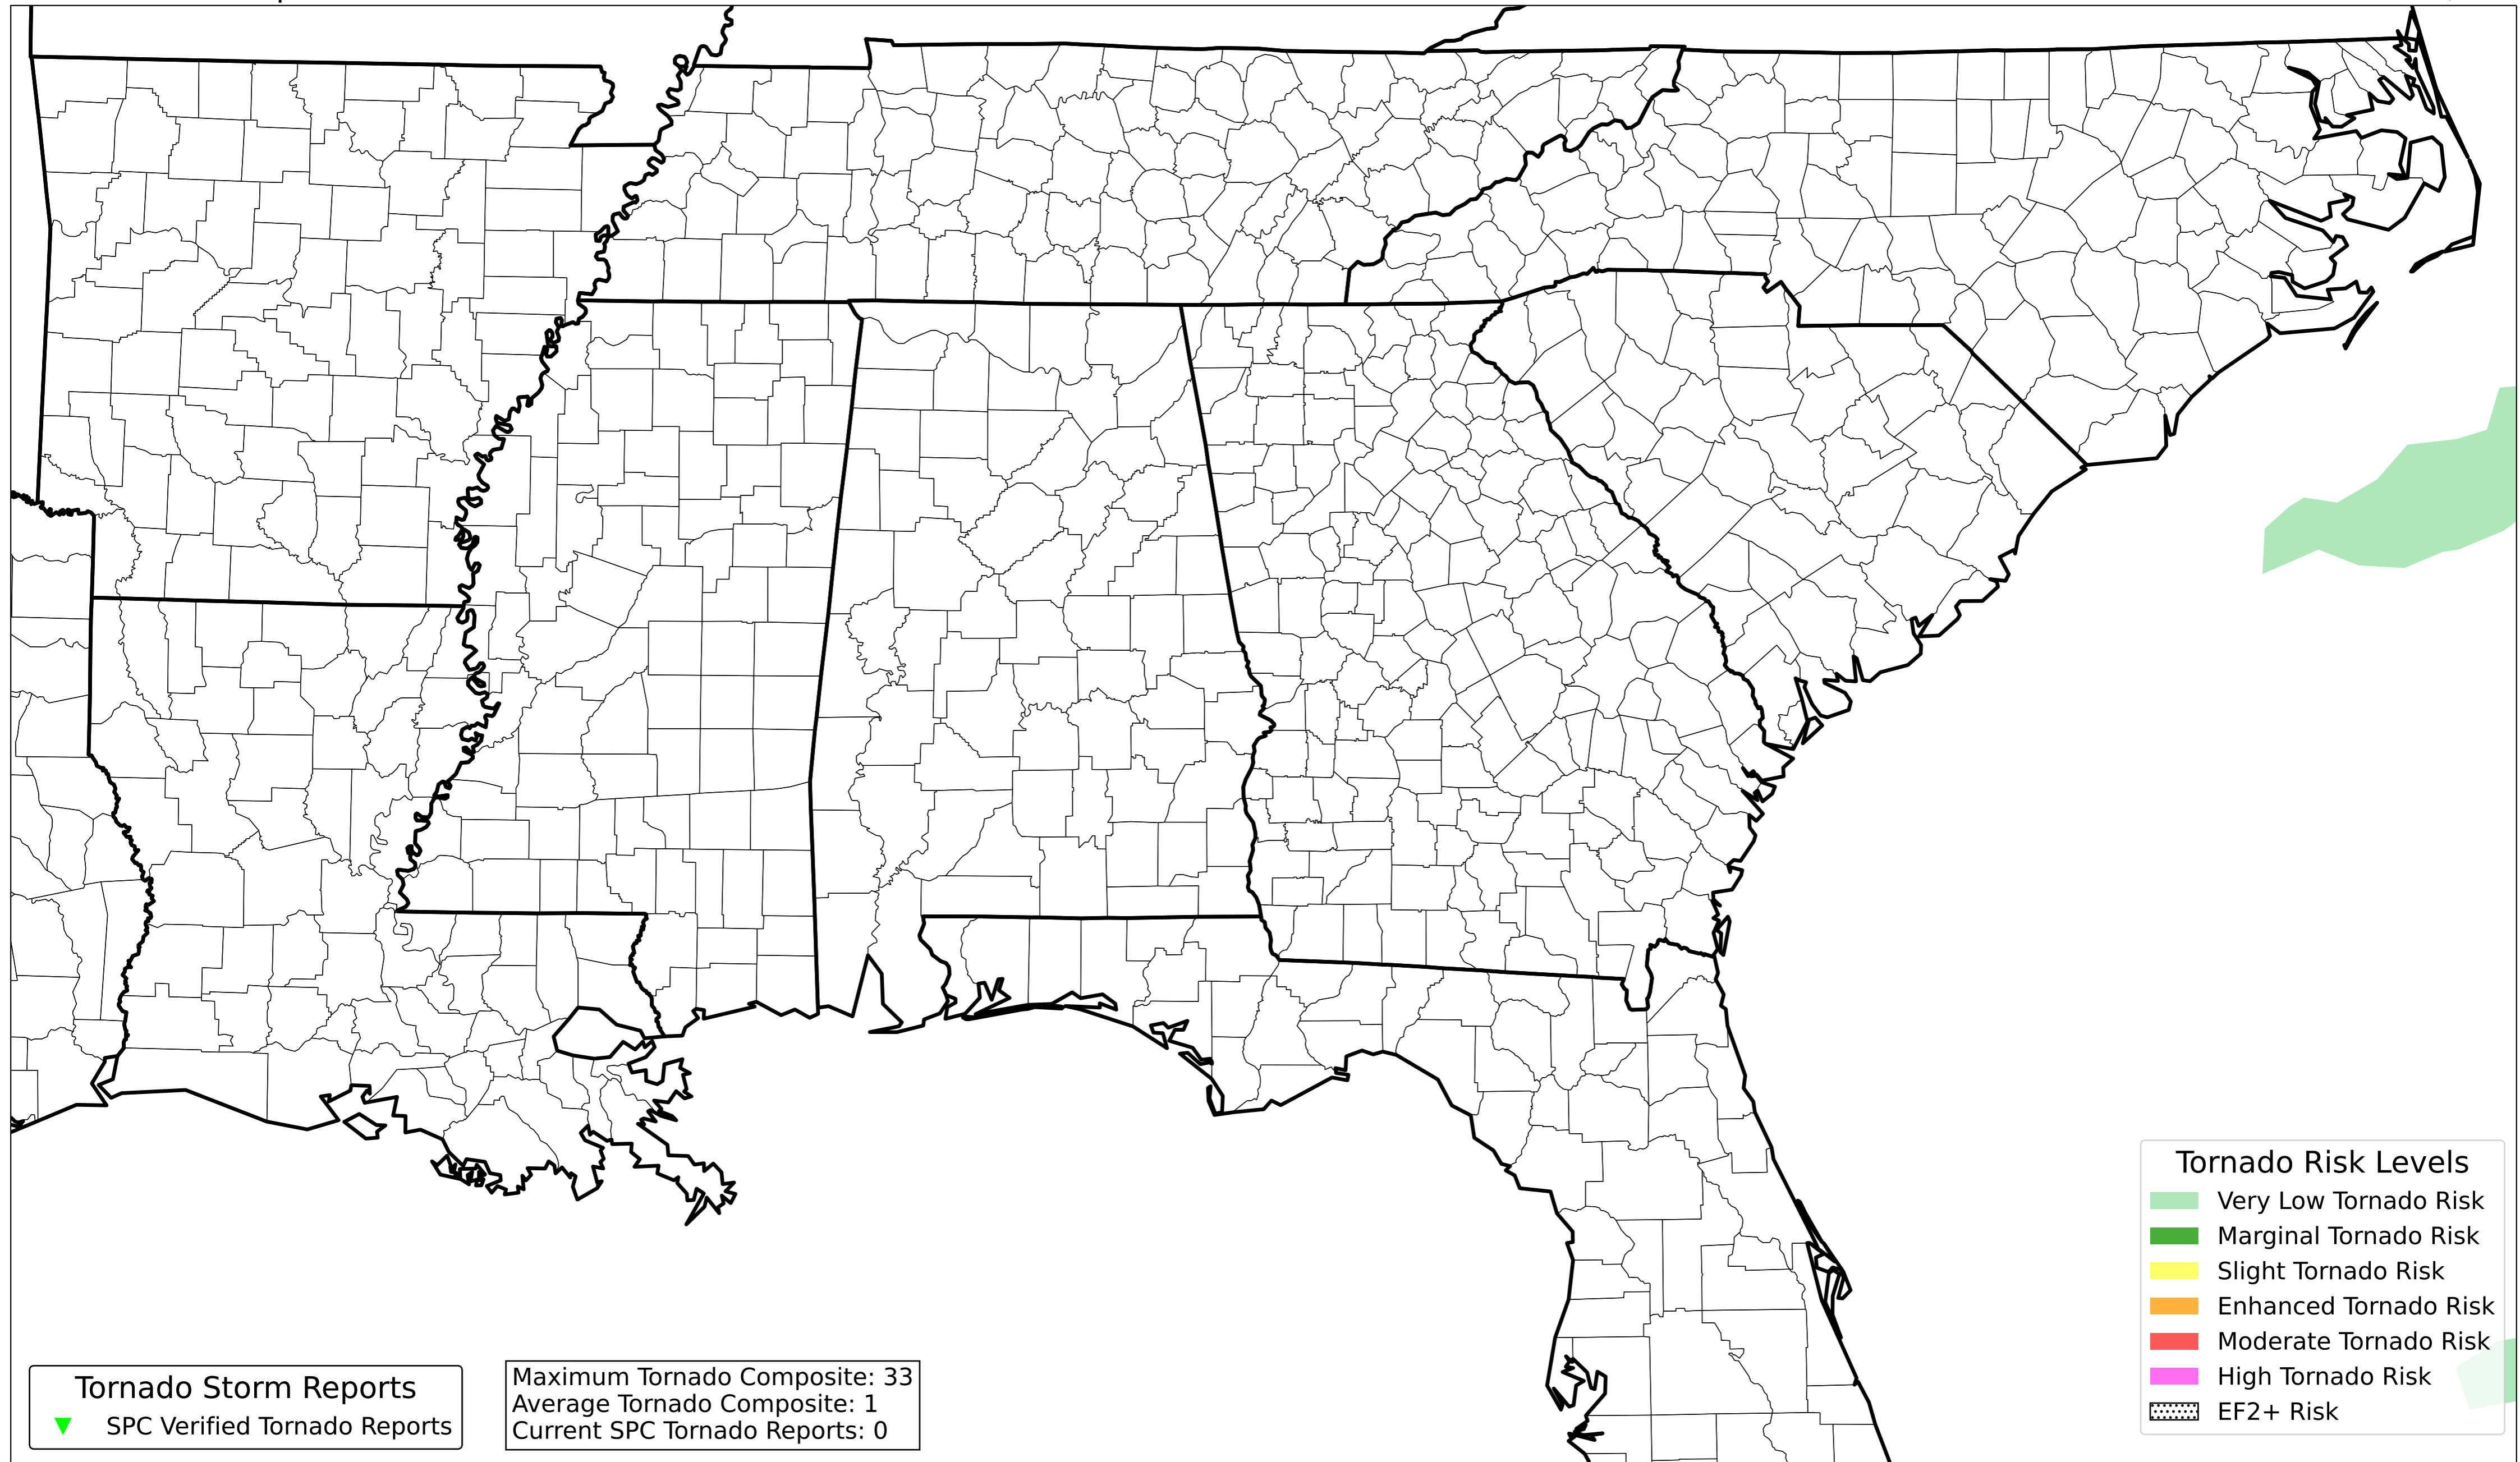 Tornado Risk Levels
Very Low Tornado Risk
Marginal Tornado Risk
Slight Tornado Risk
Enhanced Tornado Risk
Moderate Tornado Risk
High Tornado Risk
EF2+ Risk
Tornado Storm Reports
SPC Verified Tornado Reports
Maximum Tornado Composite: 33
Average Tornado Composite: 1
Current SPC Tornado Reports: 0